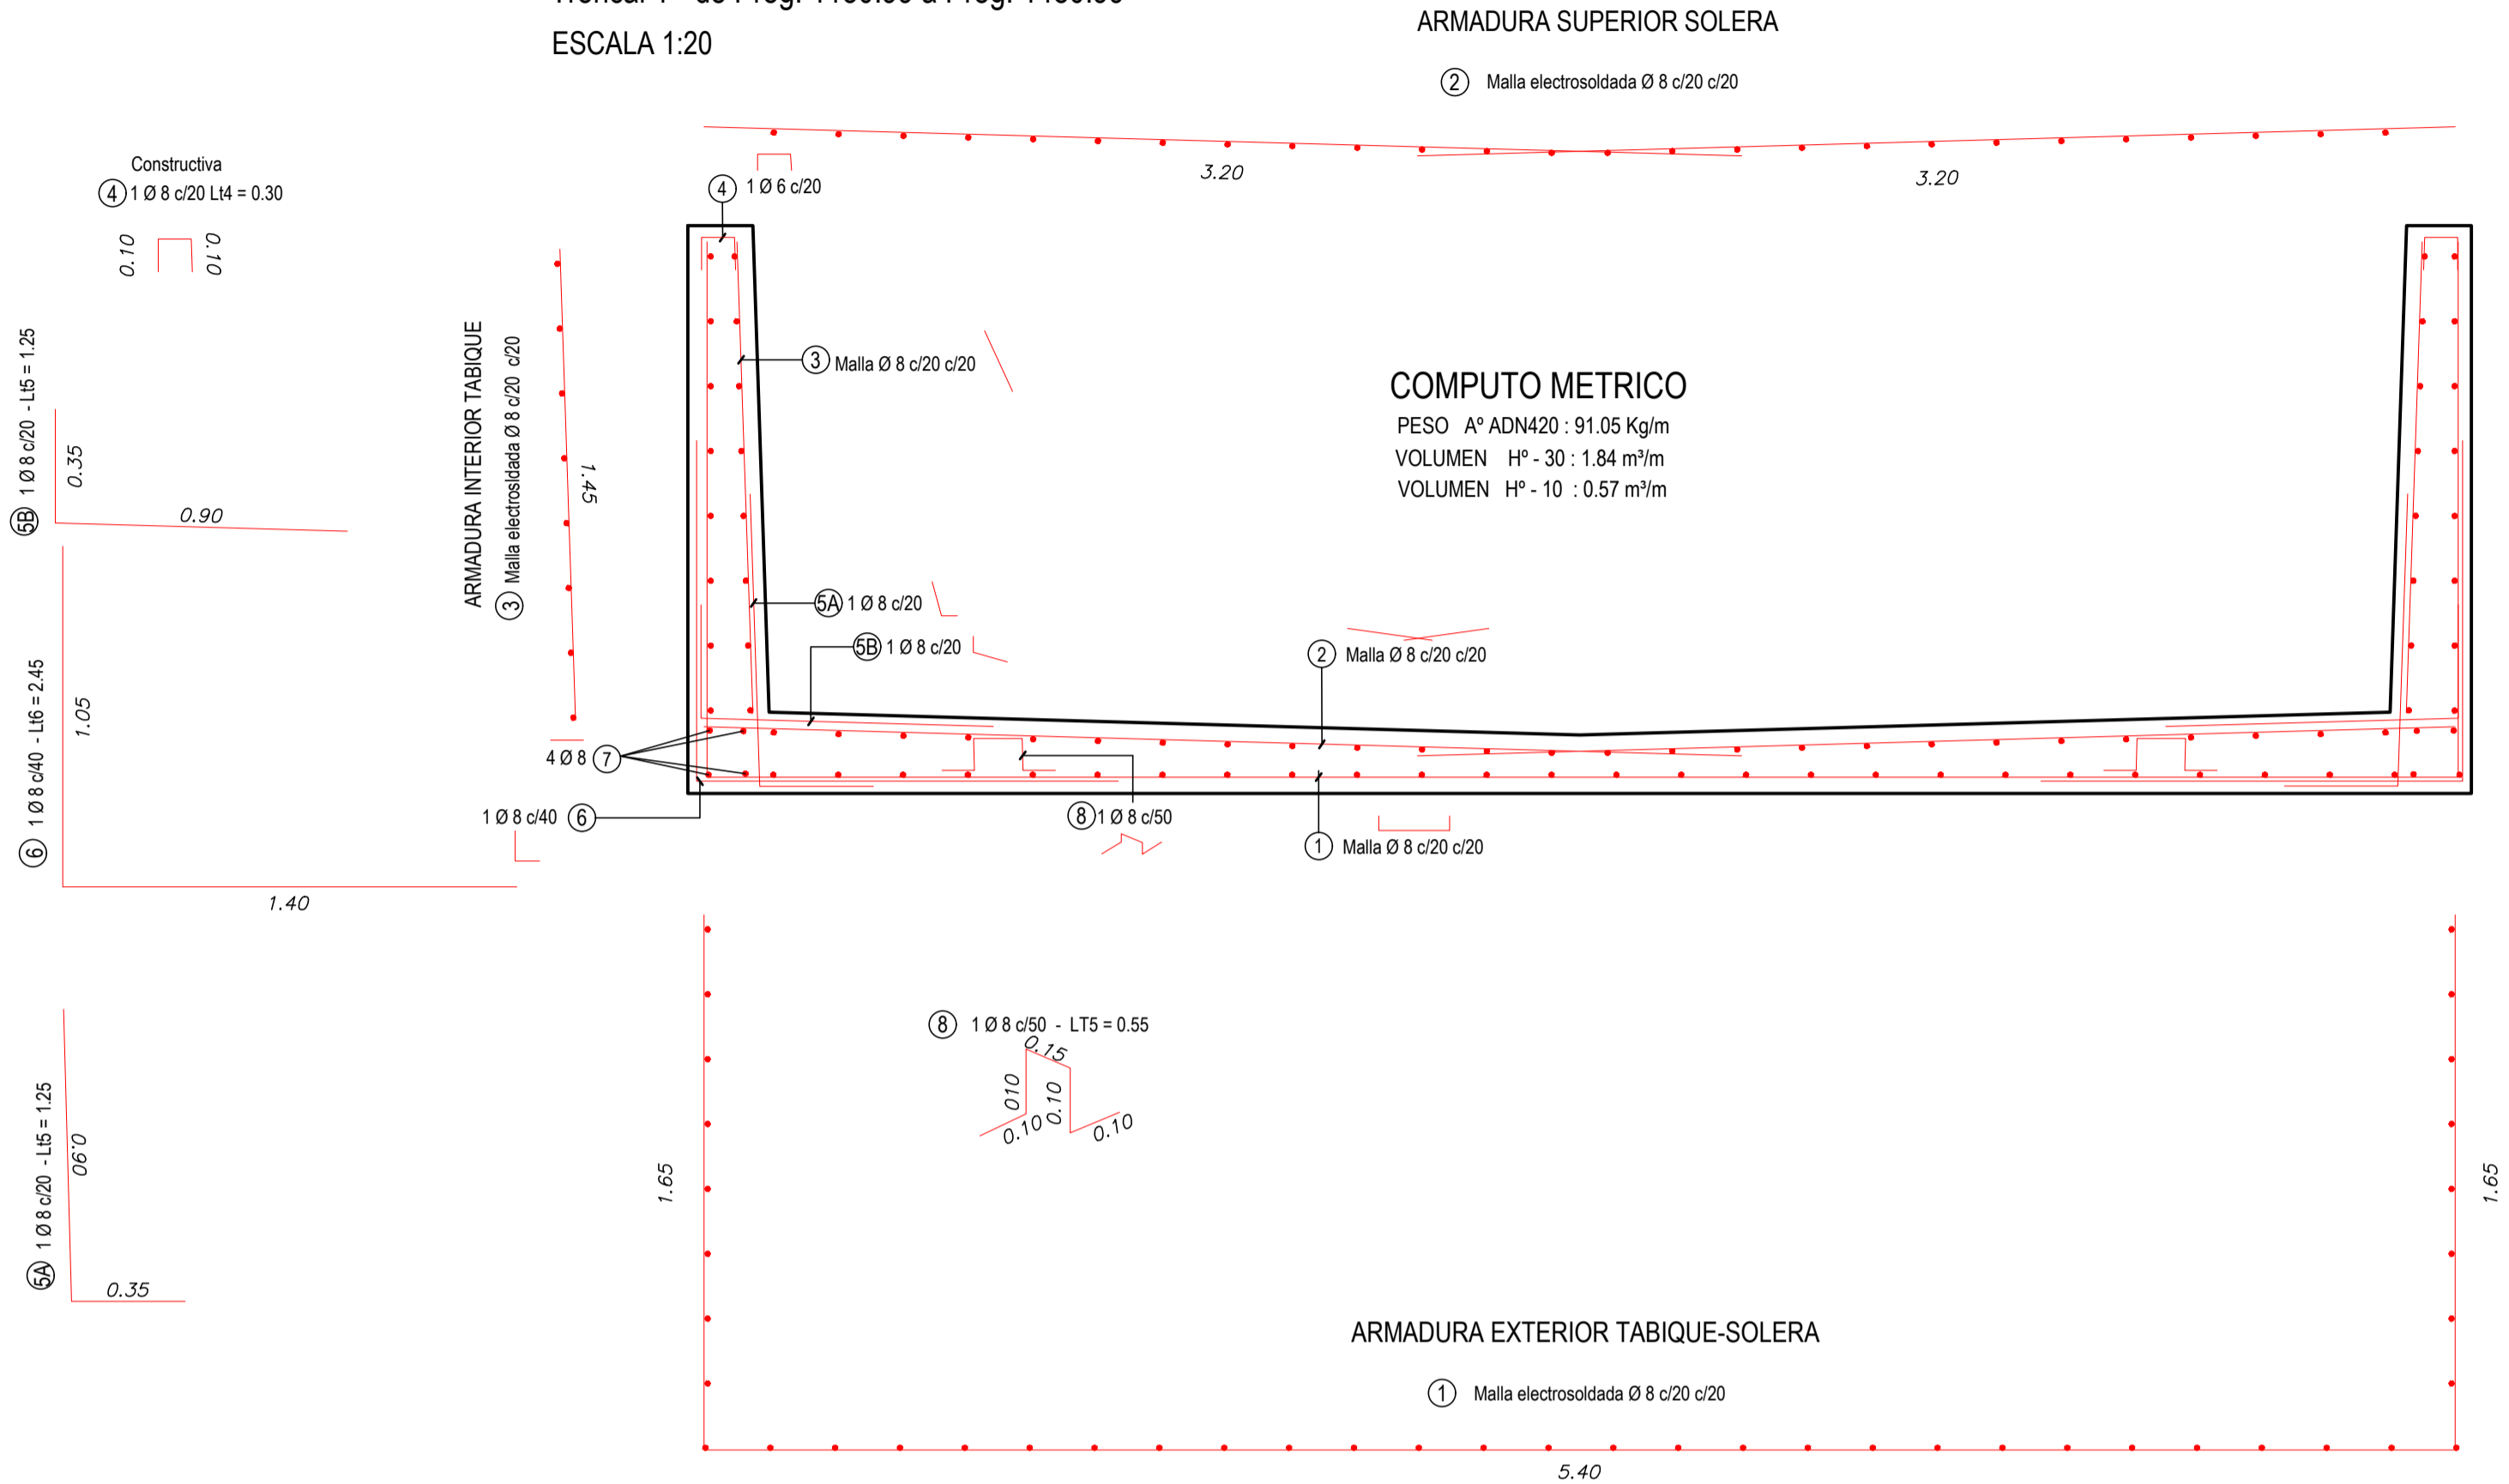 ESCALA 1:20
ARMADURA SUPERIOR SOLERA
2 Malla electrosoldada Ø 8 c/20 c/20
3.20
3.20
Constructiva
4 1 Ø 8 c/20 Lt4 = 0.30
0.10
0.10
4 1 Ø 6 c/20
5B 1 Ø 8 c/20 - Lt5 = 1.25
0.35
0.90
ARMADURA INTERIOR TABIQUE
3 Malla electrosldada Ø 8 c/20 c/20
1.45
3 Malla Ø 8 c/20 c/20
COMPUTO METRICO
PESO Aº ADN420 : 91.05 Kg/m
VOLUMEN Hº - 30 : 1.84 m³/m
VOLUMEN Hº - 10 : 0.57 m³/m
5A 1 Ø 8 c/20
5B 1 Ø 8 c/20
2 Malla Ø 8 c/20 c/20
6 1 Ø 8 c/40 - Lt6 = 2.45
1.05
1.40
4 Ø 8 7
1 Ø 8 c/40 6
8 1 Ø 8 c/50
1 Malla Ø 8 c/20 c/20
5A 1 Ø 8 c/20 - Lt5 = 1.25
0.90
0.35
8 1 Ø 8 c/50 - LT5 = 0.55
0.15
010
0.10
0.10
0.10
1.65
1.65
ARMADURA EXTERIOR TABIQUE-SOLERA
1 Malla electrosoldada Ø 8 c/20 c/20
5.40